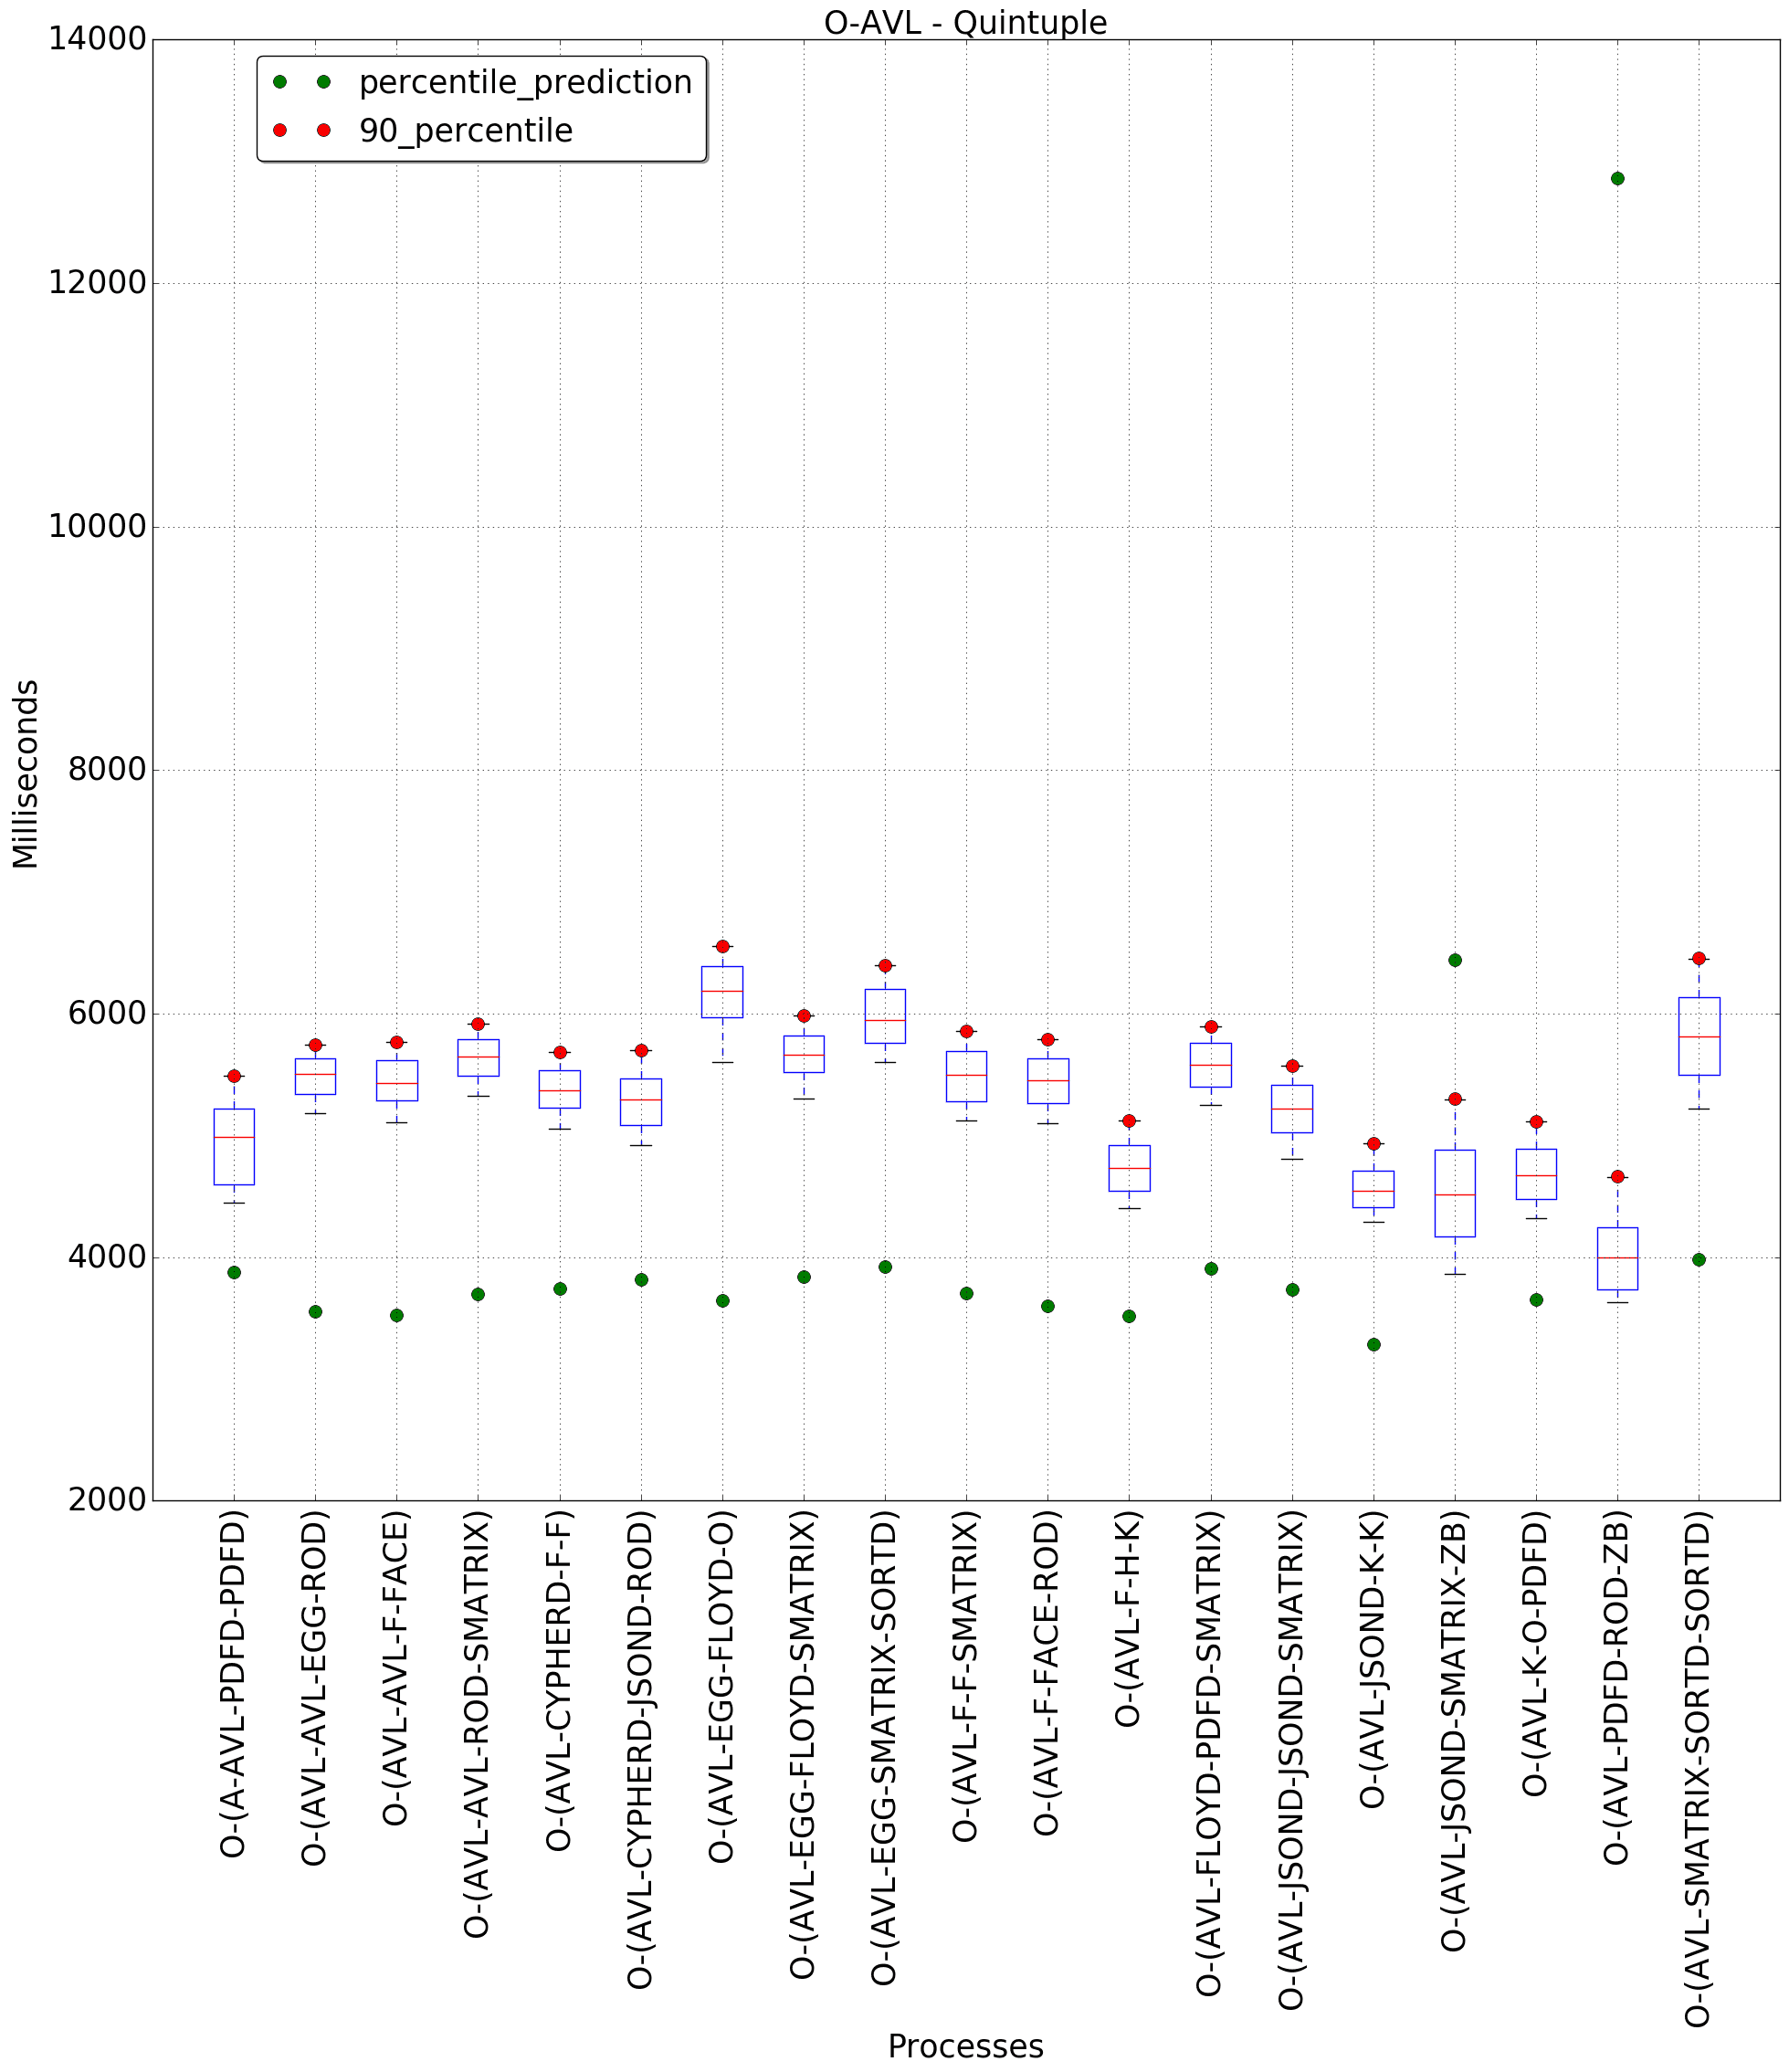 O-AVL - Quintuple
percentile_prediction
90_percentile
14000
12000
10000
8000
6000
4000
2000
Milliseconds
O-(A-AVL-PDFD-PDFD)
O-(AVL-AVL-EGG-ROD)
O-(AVL-AVL-F-FACE)
O-(AVL-AVL-ROD-SMATRIX)
O-(AVL-CYPHERD-F-F)
O-(AVL-CYPHERD-JSOND-ROD)
O-(AVL-EGG-FLOYD-O)
O-(AVL-EGG-FLOYD-SMATRIX)
O-(AVL-EGG-SMATRIX-SORTD)
O-(AVL-F-F-SMATRIX)
O-(AVL-F-FACE-ROD)
O-(AVL-F-H-K)
O-(AVL-FLOYD-PDFD-SMATRIX)
O-(AVL-JSOND-JSOND-SMATRIX)
O-(AVL-JSOND-K-K)
O-(AVL-JSOND-SMATRIX-ZB)
O-(AVL-K-O-PDFD)
O-(AVL-PDFD-ROD-ZB)
O-(AVL-SMATRIX-SORTD-SORTD)
Processes